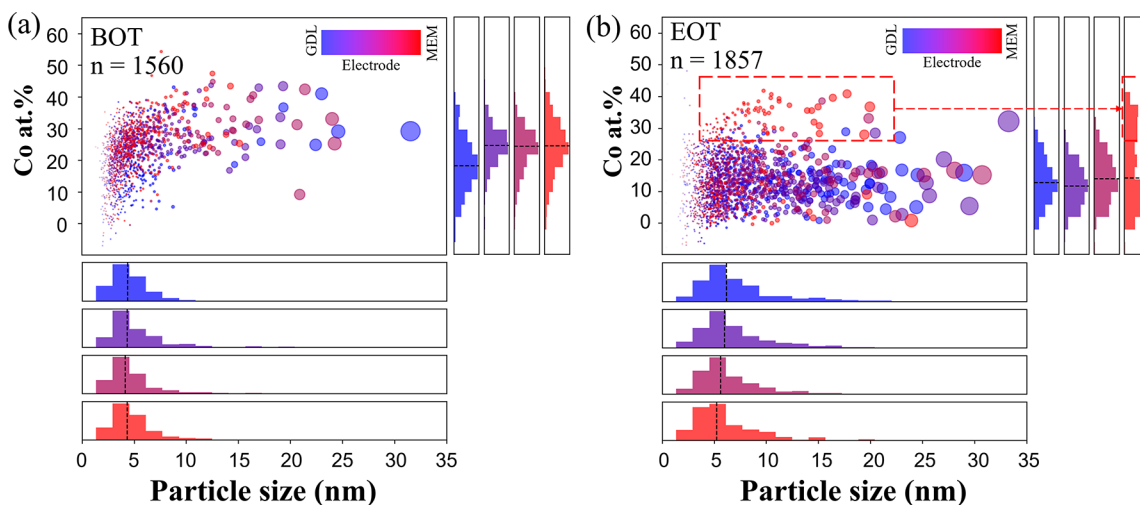 (a)
BOT
n = 1560
GDL
MEM
Electrode
Co at.%
60
50
40
30
20
10
0
0
5
10
15
20
25
30
35
Particle size (nm)
(b)
EOT
n = 1857
GDL
MEM
Electrode
Co at.%
60
50
40
30
20
10
0
0
5
10
15
20
25
30
35
Particle size (nm)